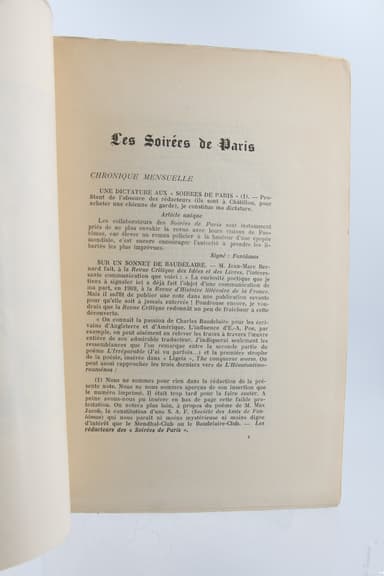 Les Soirées de Paris
CHRONIQUE MENSUELLE
UNE DICTATURE AUX « SOIREES DE PARIS » (1). — Pro-
fitant de l'absence des rédacteurs (ils sont à Châtillon, pour
acheter une chienne de garde), je constitue ma dictature.
Article unique
Les collaborateurs des Soirées de Paris sont instamment
priés de ne plus envahir la revue avec leurs visions de Fan-
tômas, car élever un roman policier à la hauteur d'une épopée
mondiale, c'est encore encourager l'autorité à prendre les li-
bertés les plus imprévues.
Signé : Fantômas
SUR UN SONNET DE BAUDELAIRE. — M. Jean-Marc Ber-
nard fait, à la Revue Critique des Idées et des Livres, l'intéres-
sante communication que voici : « La curiosité poétique que je
tiens à signaler ici a déjà fait l'objet d'une communication de
ma part, en 1909, à la Revue d'Histoire littéraire de la France.
Mais il suffit de publier une note dans une publication savante
pour qu'elle soit à jamais enterrée ! Poudreuse encore, je vou-
drais que la Revue Critique redonnât un peu de fraîcheur à cette
découverte.
« On connaît la passion de Charles Baudelaire pour les écri-
vains d'Angleterre et d'Amérique. L'influence d'E.-A. Poe, par
exemple, on peut aisément en relever les traces à travers l'œuvre
entière de son admirable traducteur. J'indiquerai seulement les
ressemblances que l'on remarque entre la seconde partie du
poème L'Irréparable (J'ai vu parfois...) et la première strophe
de la poésie, insérée dans « Ligeia », The conqueror worm. On
peut aussi rapprocher les trois derniers vers de L'Héautontimo-
rouménos :
(1) Nous ne sommes pour rien dans la rédaction de la pré-
sente note. Nous ne nous sommes aperçus de son insertion que
le numéro imprimé. Il était trop tard pour la faire sauter. A
peine avons-nous pu insérer en bas de page cette faible pro-
testation. On notera plus loin, à propos du poème de M. Max
Jacob, la constitution d'une S. A. F. (Société des Amis de Fan-
tômas) qui nous paraît ni moins mystérieuse ni moins digne
d'intérêt que le Stendhal-Club ou le Baudelaire-Club. — Les
rédacteurs des « Soirées de Paris ».